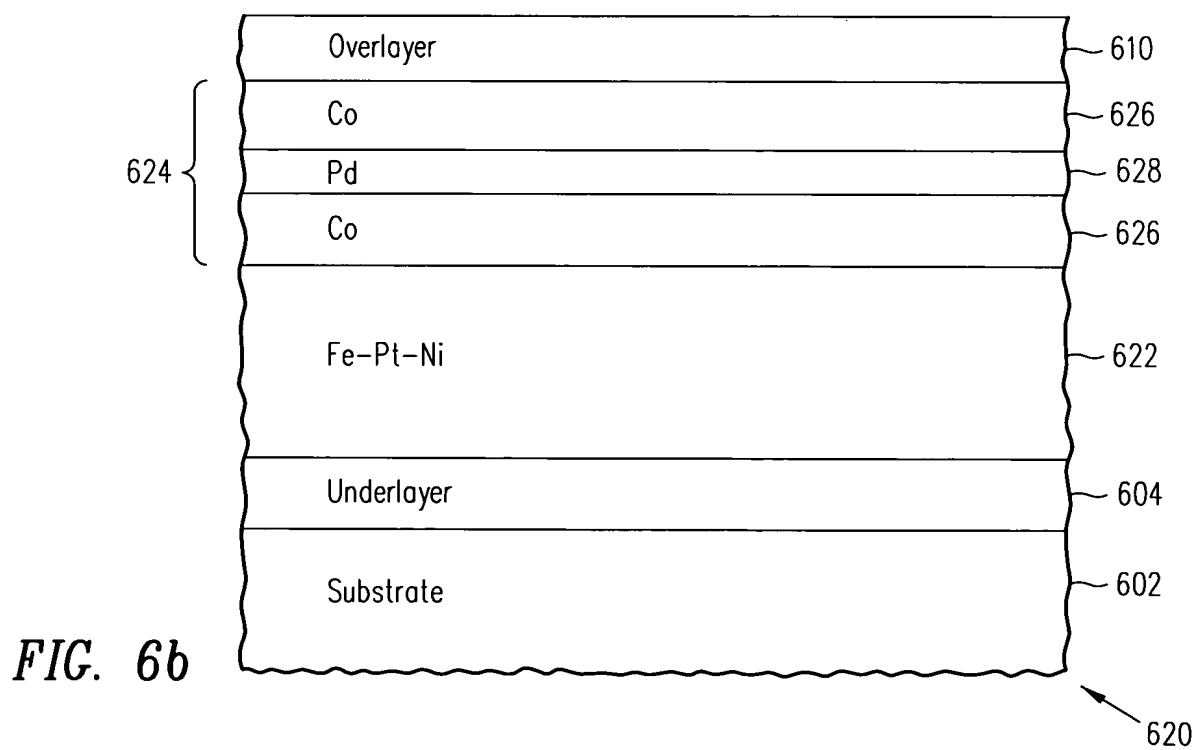 Overlayer 610
Co 626
624
Pd 628
Co 626
Fe-Pt-Ni 622
Underlayer 604
Substrate 602
FIG. 6b
620